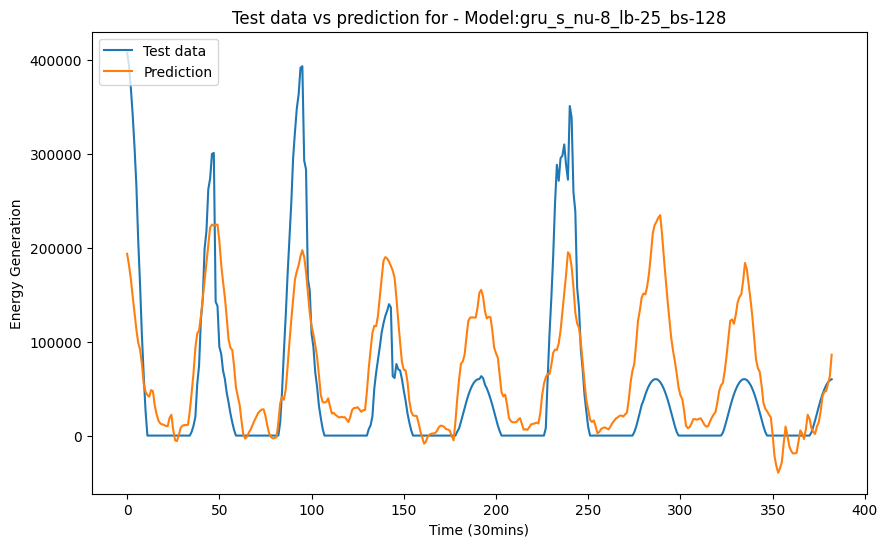 Test data vs prediction for - Model:gru_s_nu-8_lb-25_bs-128
Test data
Prediction
Energy Generation
400000
300000
200000
100000
0
0 50 100 150 200 250 300 350 400
Time (30mins)